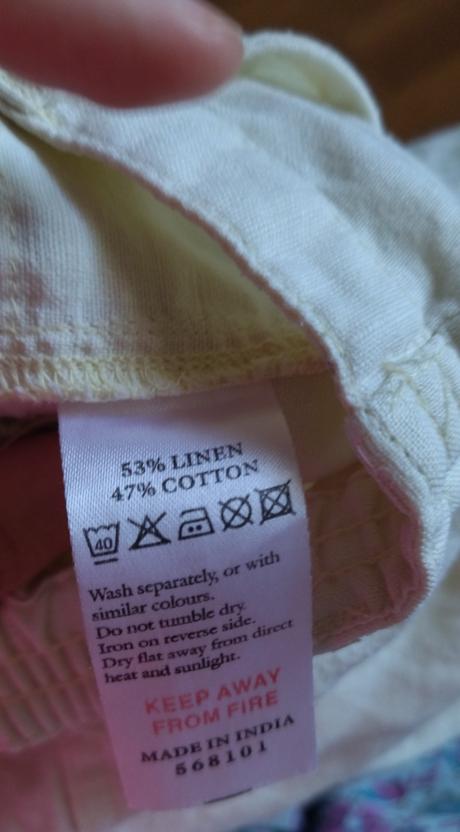 53% LINEN
47% COTTON
40
Wash separately, or with
similar colours.
Do not tumble dry.
Iron on reverse side.
Dry flat away from direct
heat and sunlight.
KEEP AWAY
FROM FIRE
MADE IN INDIA
568101